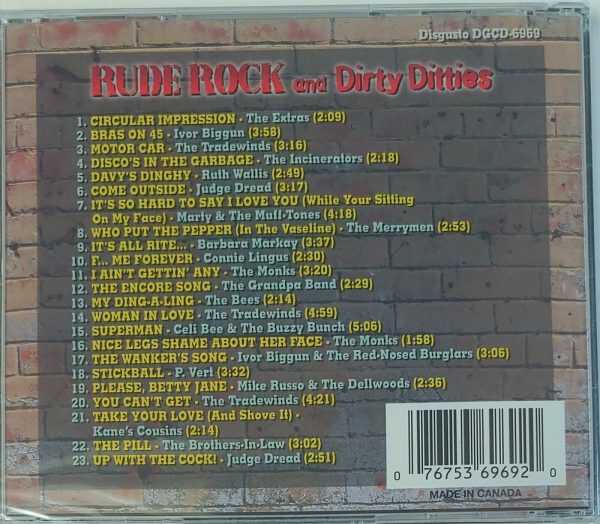 Disgusto DGCD-6969
RUDE ROCK and Dirty Ditties
1. CIRCULAR IMPRESSION - The Extras (2:09)
2. BRAS ON 45 - Ivor Biggun (3:58)
3. MOTOR CAR - The Tradewinds (3:16)
4. DISCO'S IN THE GARBAGE - The Incinerators (2:18)
5. DAVY'S DINGHY - Ruth Wallis (2:49)
6. COME OUTSIDE - Judge Dread (3:17)
7. IT'S SO HARD TO SAY I LOVE YOU (While Your Sitting
On My Face) - Marty & The Muff-Tones (4:18)
8. WHO PUT THE PEPPER (In The Vaseline) - The Merrymen (2:53)
9. IT'S ALL RITE... - Barbara Markay (3:37)
10. F... ME FOREVER - Connie Lingus (2:30)
11. I AIN'T GETTIN' ANY - The Monks (3:20)
12. THE ENCORE SONG - The Grandpa Band (2:29)
13. MY DING-A-LING - The Bees (2:14)
14. WOMAN IN LOVE - The Tradewinds (4:59)
15. SUPERMAN - Celi Bee & The Buzzy Bunch (5:06)
16. NICE LEGS SHAME ABOUT HER FACE - The Monks (1:58)
17. THE WANKER'S SONG - Ivor Biggun & The Red-Nosed Burglars (3:06)
18. STICKBALL - P. Vert (3:32)
19. PLEASE, BETTY JANE - Mike Russo & The Dellwoods (2:36)
20. YOU CAN'T GET - The Tradewinds (4:21)
21. TAKE YOUR LOVE (And Shove It) -
Kane's Cousins (2:14)
22. THE PILL - The Brothers-In-Law (3:02)
23. UP WITH THE COCK! - Judge Dread (2:51)
0 76753 69692 0
MADE IN CANADA